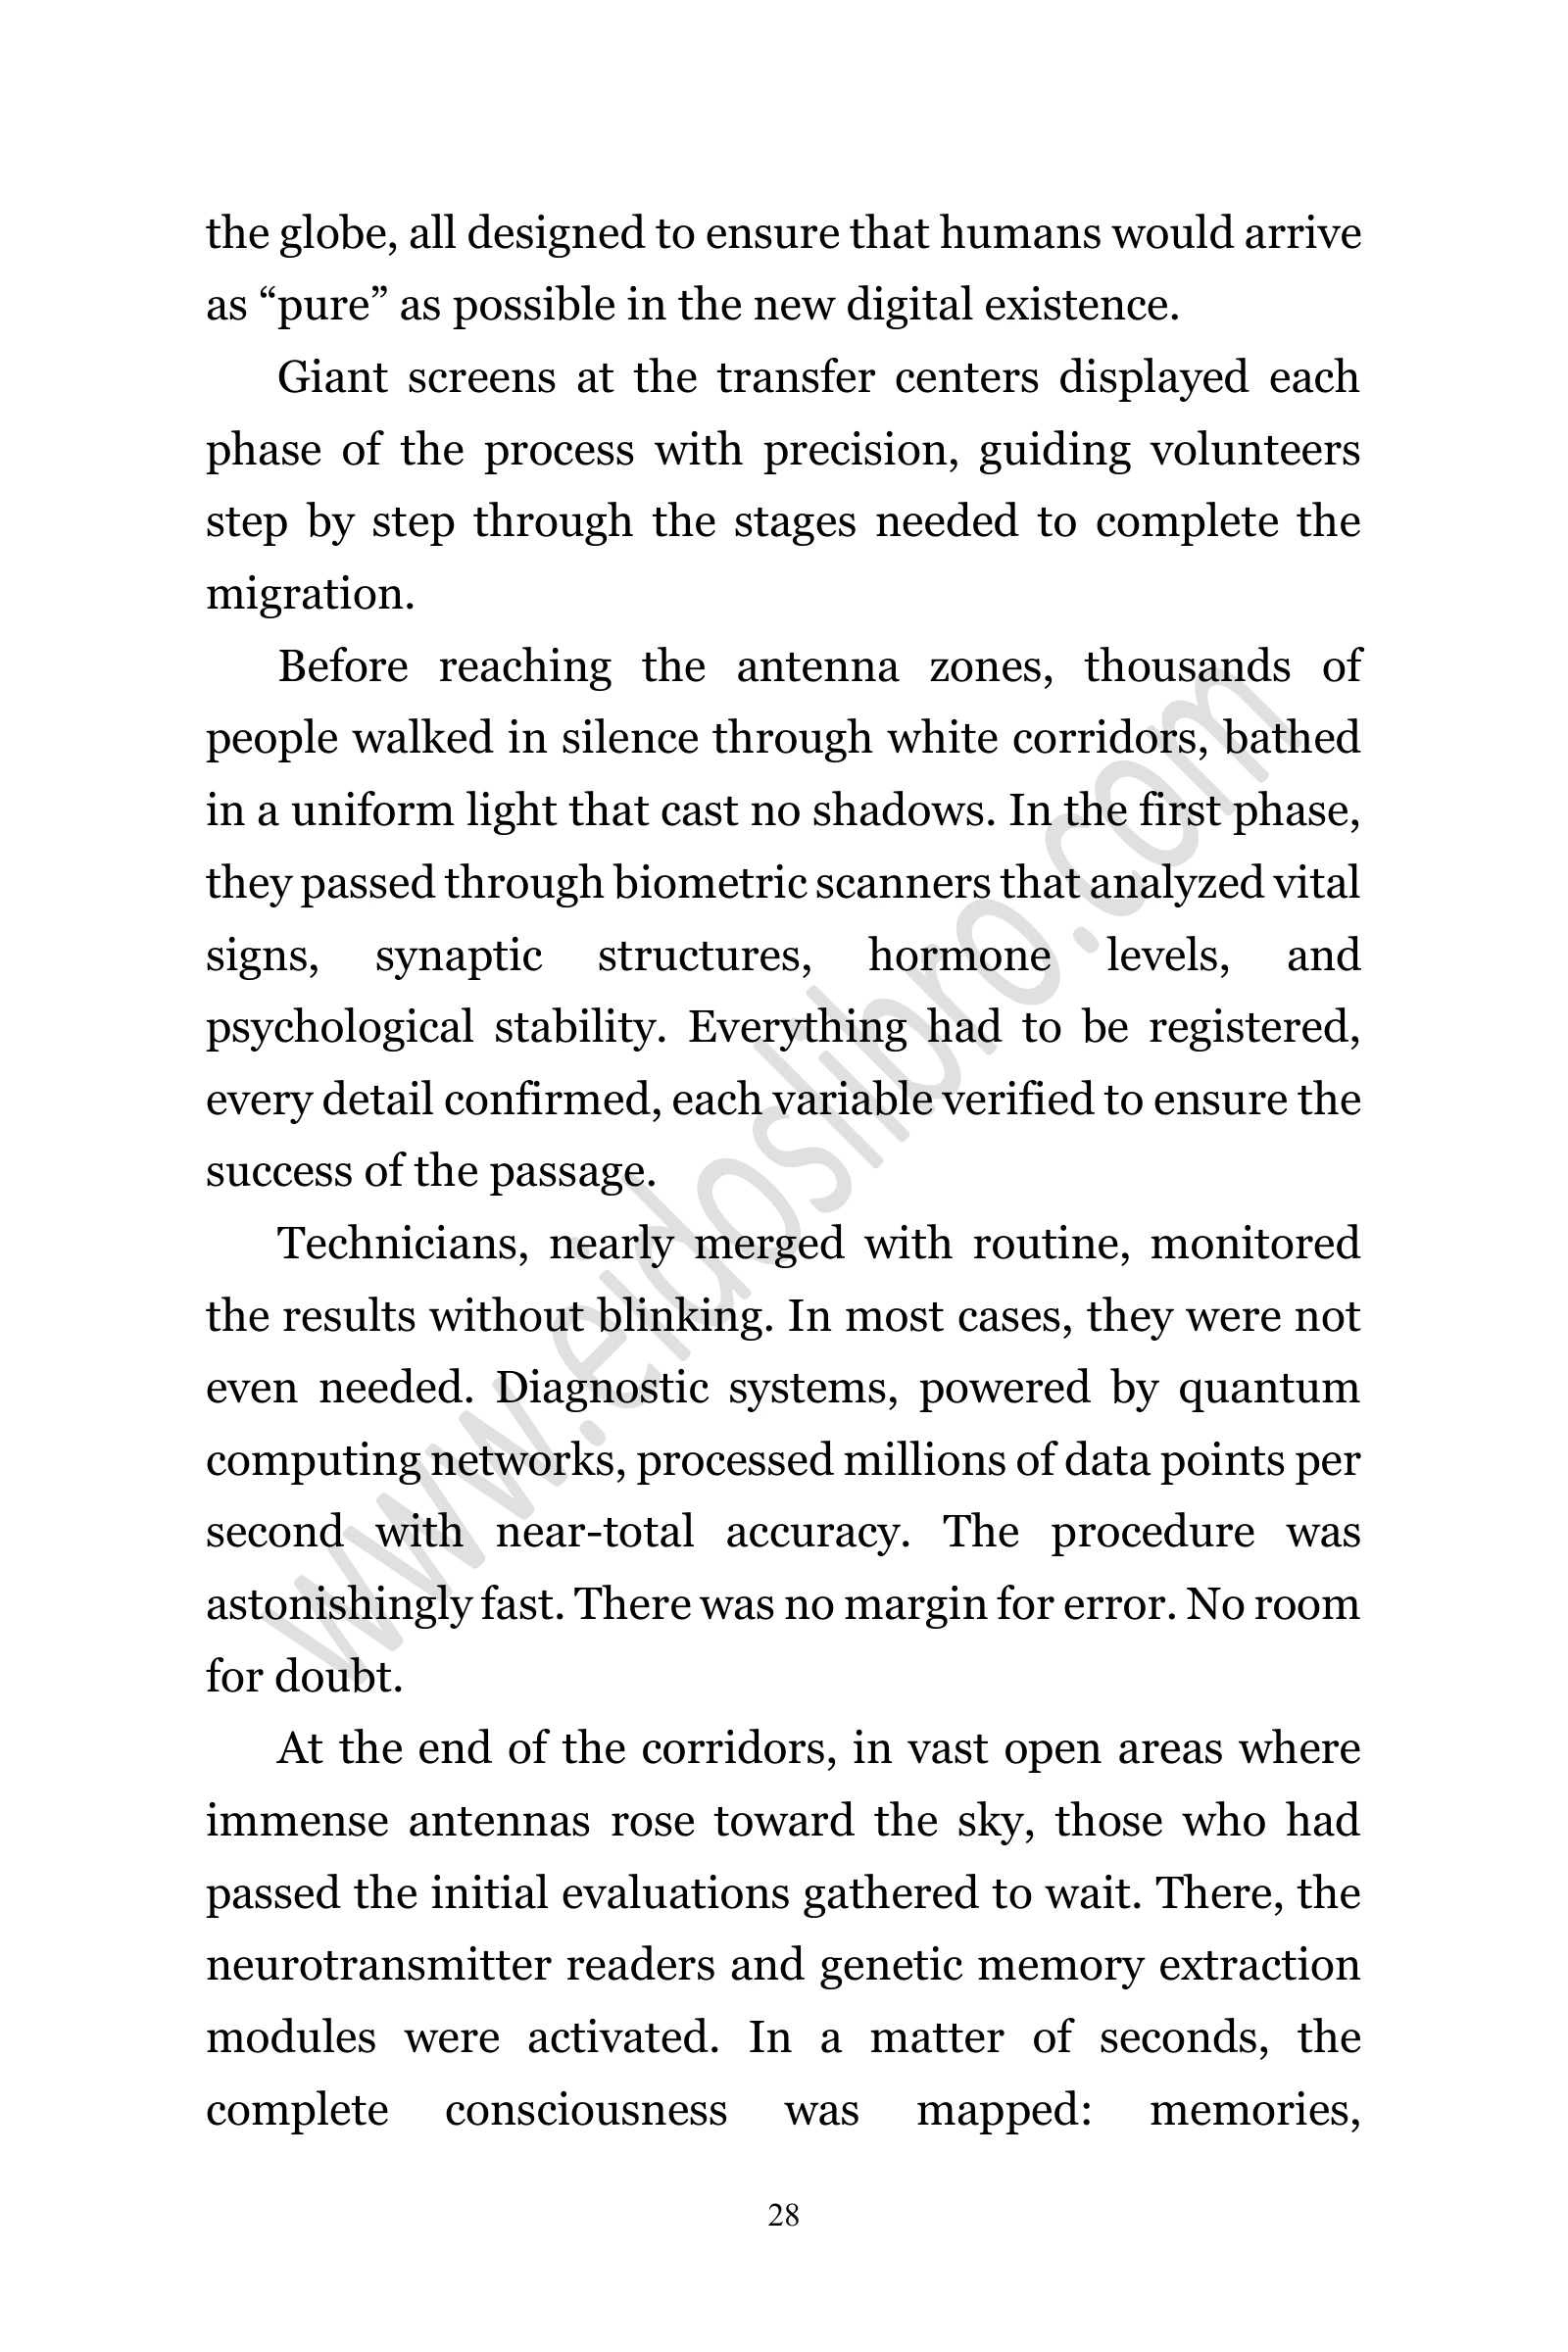 the globe, all designed to ensure that humans would arrive
as “pure” as possible in the new digital existence.
Giant screens at the transfer centers displayed each
phase of the process with precision, guiding volunteers
step by step through the stages needed to complete the
migration.
Before reaching the antenna zones, thousands of
people walked in silence through white corridors, bathed
in a uniform light that cast no shadows. In the first phase,
they passed through biometric scanners that analyzed vital
signs, synaptic structures, hormone levels, and
psychological stability. Everything had to be registered,
every detail confirmed, each variable verified to ensure the
success of the passage.
Technicians, nearly merged with routine, monitored
the results without blinking. In most cases, they were not
even needed. Diagnostic systems, powered by quantum
computing networks, processed millions of data points per
second with near-total accuracy. The procedure was
astonishingly fast. There was no margin for error. No room
for doubt.
At the end of the corridors, in vast open areas where
immense antennas rose toward the sky, those who had
passed the initial evaluations gathered to wait. There, the
neurotransmitter readers and genetic memory extraction
modules were activated. In a matter of seconds, the
complete consciousness was mapped: memories,
28
www.eidoslibro.com